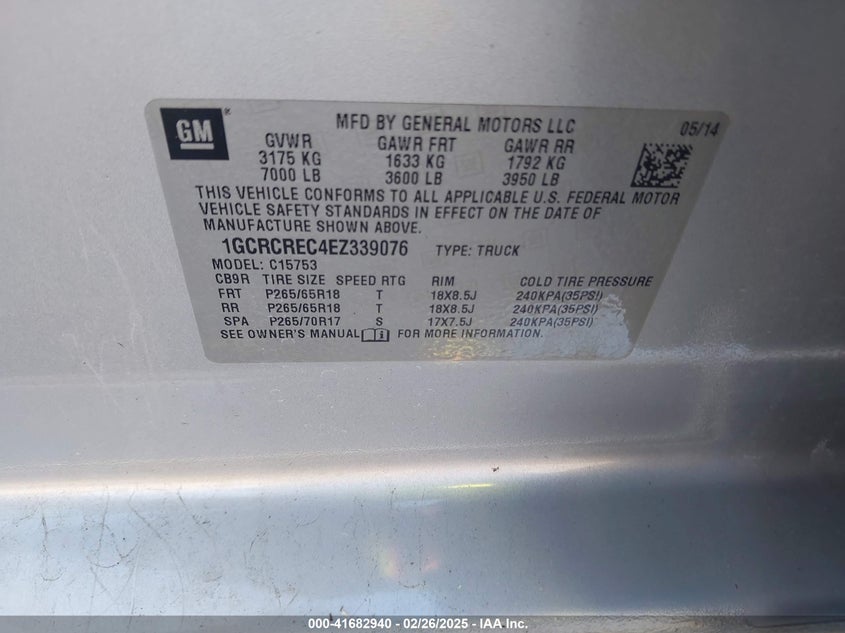 GM ®
MFD BY GENERAL MOTORS LLC 05/14
GVWR GAWR FRT GAWR RR
3175 KG 1633 KG 1792 KG
7000 LB 3600 LB 3950 LB
THIS VEHICLE CONFORMS TO ALL APPLICABLE U.S. FEDERAL MOTOR
VEHICLE SAFETY STANDARDS IN EFFECT ON THE DATE OF
MANUFACTURE SHOWN ABOVE.
1GCRCREC4EZ339076 TYPE: TRUCK
MODEL: C15753
CB9R TIRE SIZE SPEED RTG RIM COLD TIRE PRESSURE
FRT P265/65R18 T 18X8.5J 240KPA(35PSI)
RR P265/65R18 T 18X8.5J 240KPA(35PSI)
SPA P265/70R17 S 17X7.5J 240KPA(35PSI)
SEE OWNER'S MANUAL i FOR MORE INFORMATION.
000-41682940 - 02/26/2025 - IAA Inc.